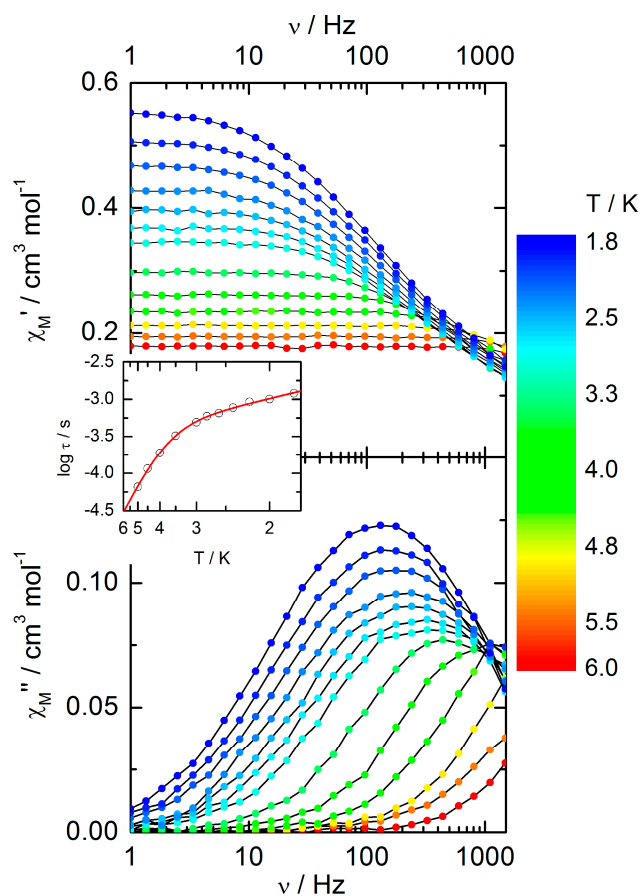 ν / Hz
1 10 100 1000
0.6
0.4
0.2
χM' / cm³ mol⁻¹
T / K
1.8
2.5
3.3
4.0
4.8
5.5
6.0
-2.5
-3.0
-3.5
-4.0
-4.5
log τ / s
6 5 4 3 2
T / K
0.10
0.05
0.00
χM'' / cm³ mol⁻¹
1 10 100 1000
ν / Hz